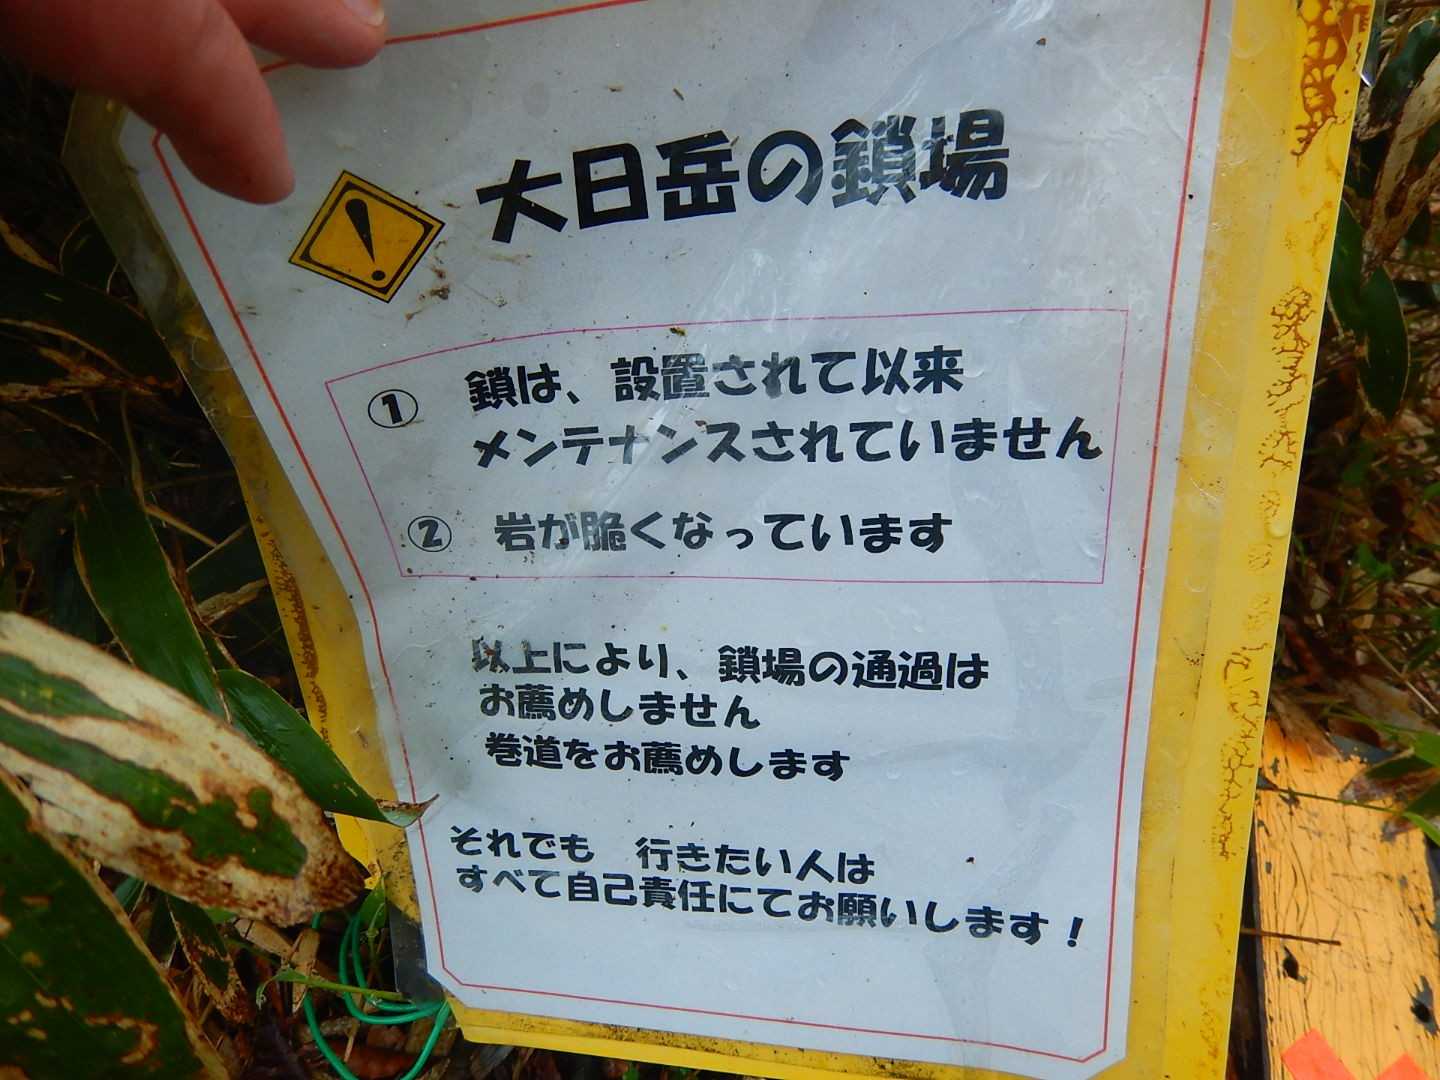 大日岳の鎖場
① 鎖は、設置されて以来
メンテナンスされていません
② 岩が脆くなっています
以上により、鎖場の通過は
お薦めしません
巻道をお薦めします
それでも 行きたい人は
すべて自己責任にてお願いします！